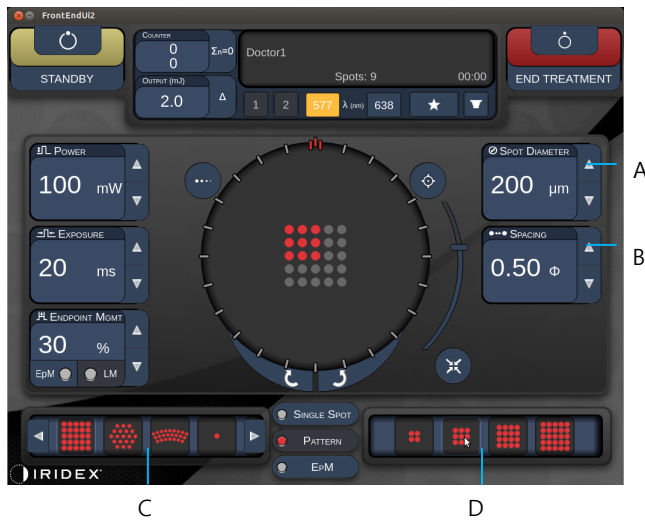 FrontEndUi2
STANDBY
Counter
0
0
Σn=0
Output (mJ)
2.0
Δ
Doctor1
Spots: 9
00:00
1
2
577
λ (nm)
638
END TREATMENT
Power
100 mW
Exposure
20 ms
Endpoint Mgmt
30 %
EpM
LM
Spot Diameter
200 μm
Spacing
0.50 Φ
A
B
Single Spot
Pattern
EpM
IRIDEX
C
D